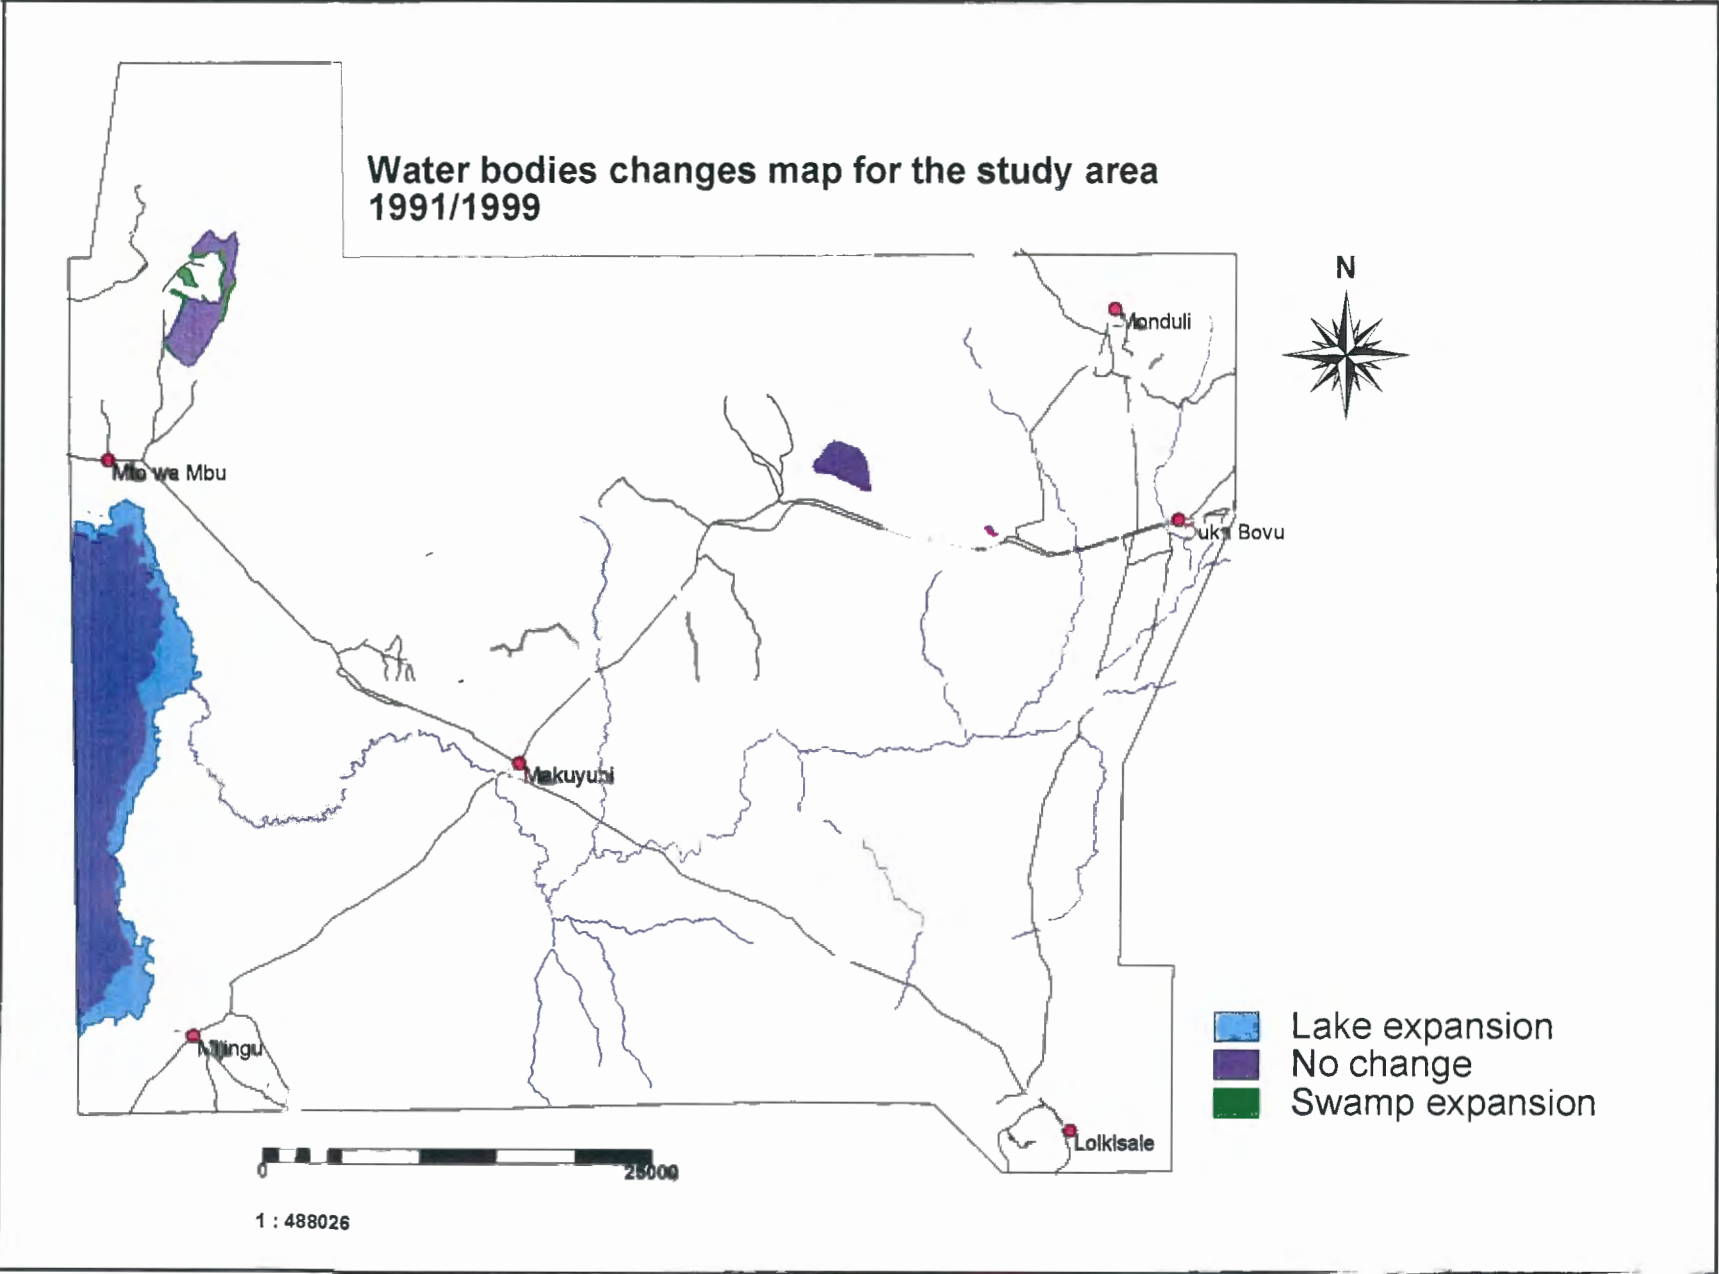 Water bodies changes map for the study area
1991/1999
N
Monduli
Mto wa Mbu
Bovu
Makuyuni
Lolkisale
Lake expansion
No change
Swamp expansion
0
25000
1 : 488026